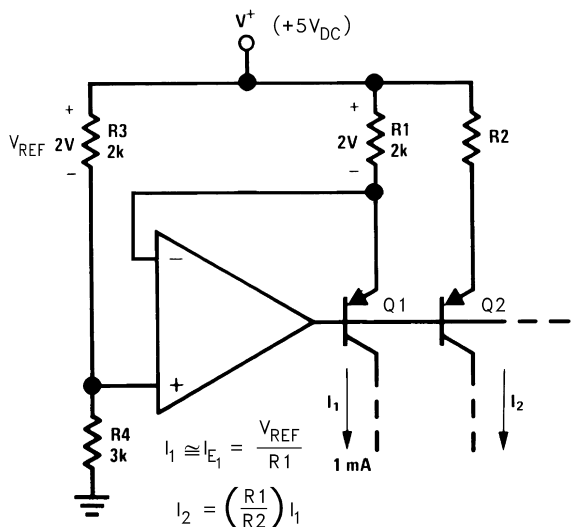 V+ (+5VDC)
+
VREF 2V
R3
2k
–
+
2V
R1
2k
–
R2
–
+
Q1
Q2
R4
3k
I1
1 mA
I2
I1 ≅ IE1 = VREF / R1
I2 = (R1 / R2) I1